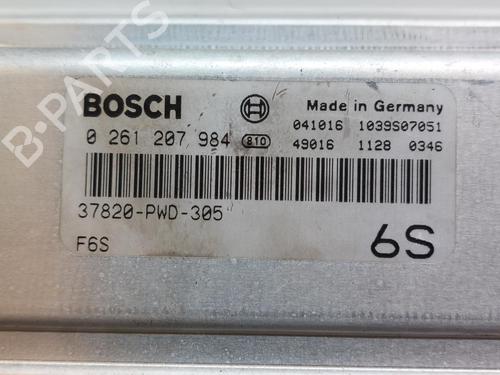 BOSCH
Made in Germany
041016 1039S07051
0 261 207 984 810
49016 1128 0346
37820-PWD-305
F6S
6S
B-PARTS